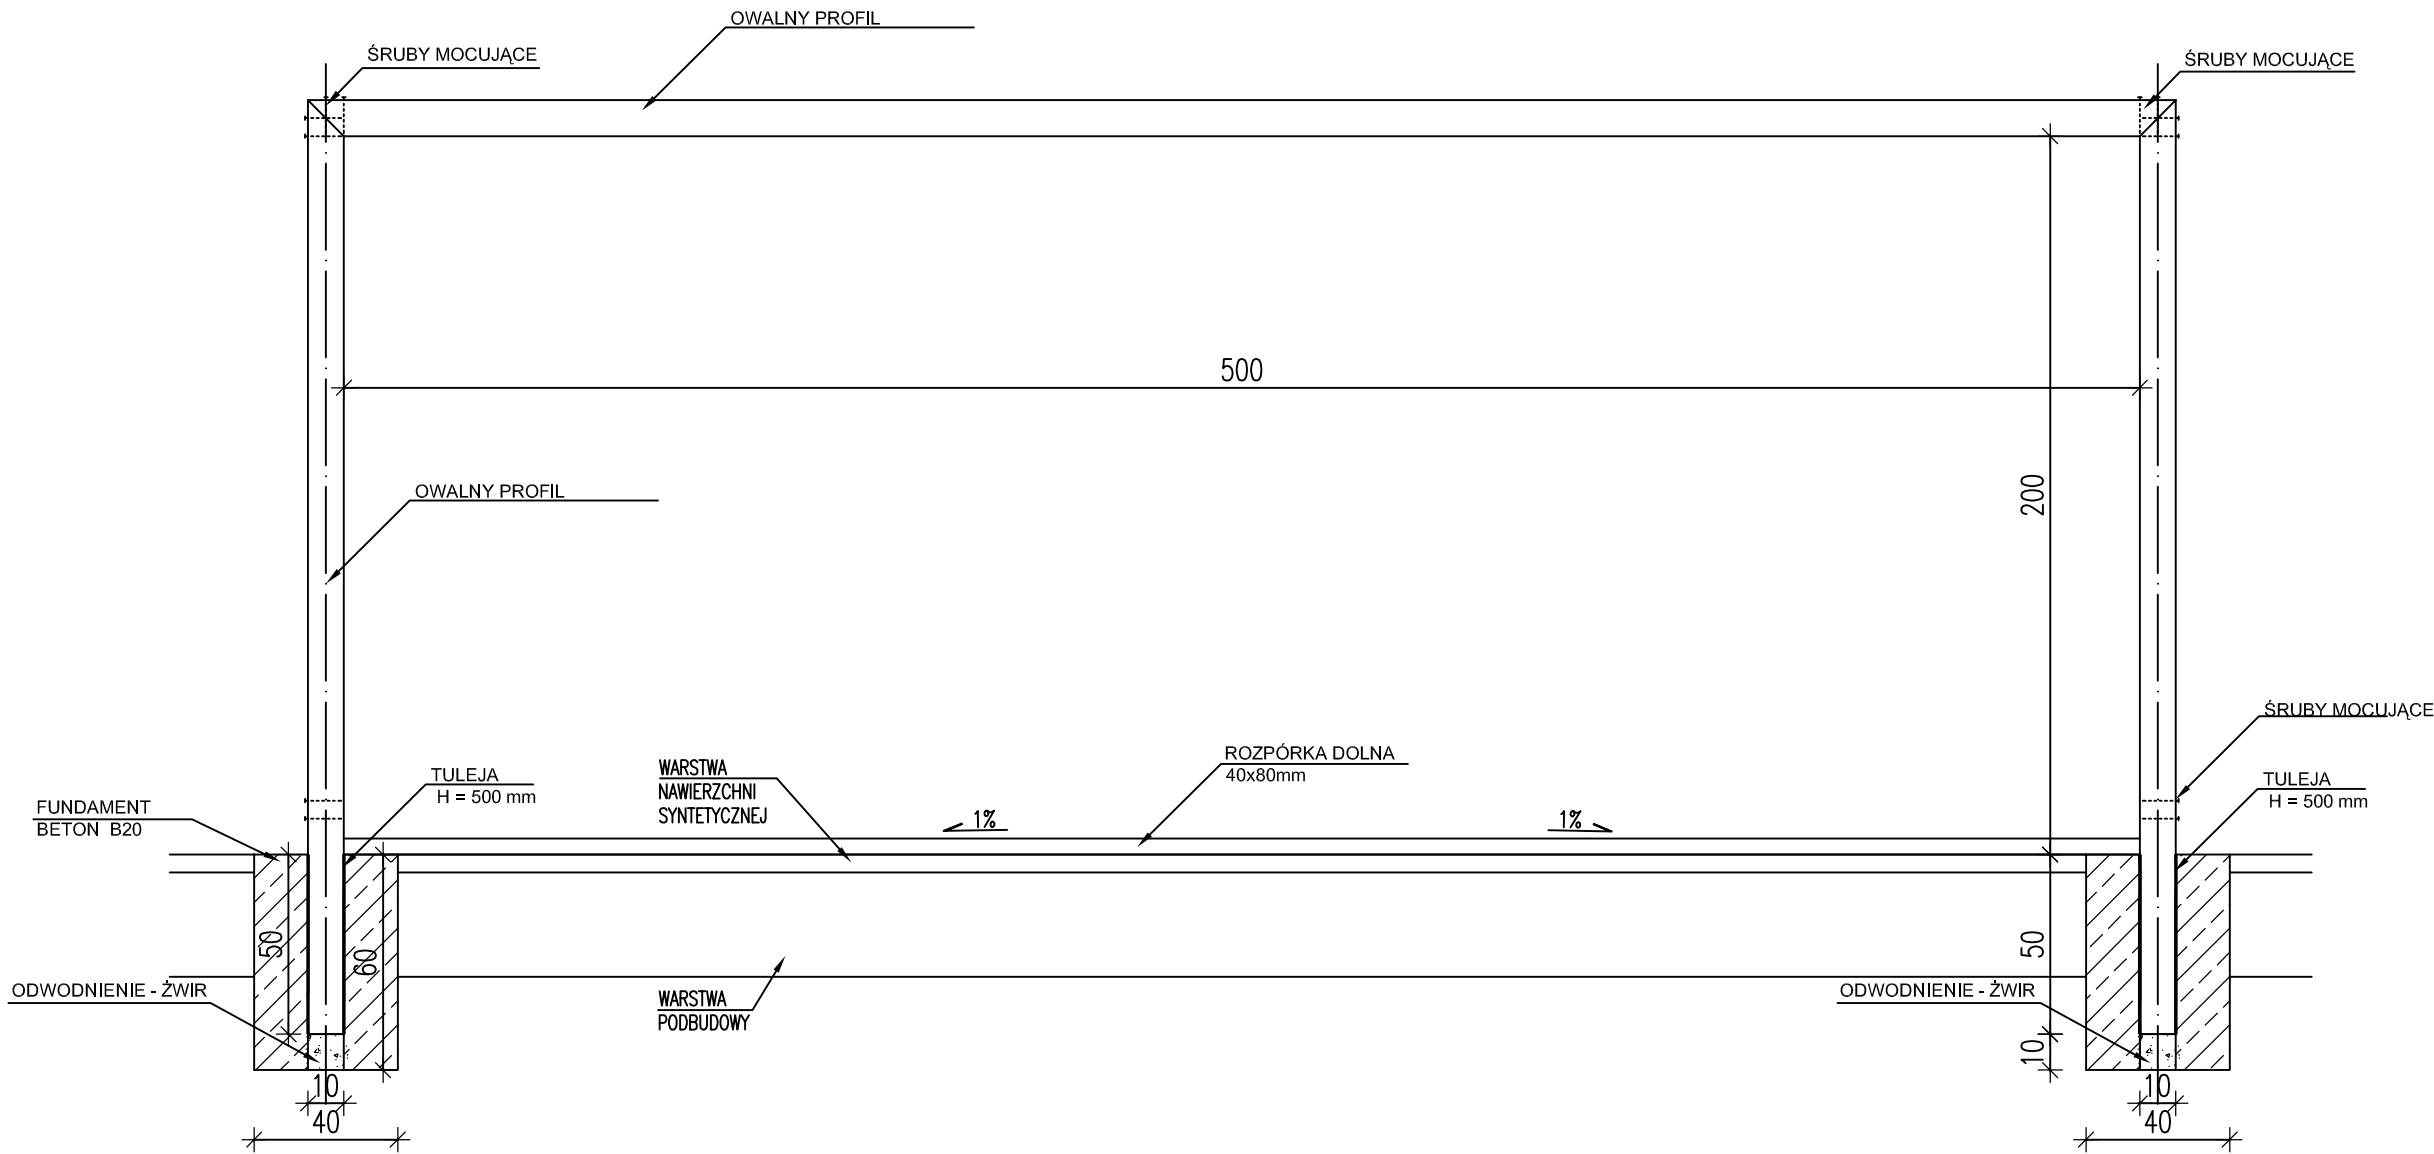 OWALNY PROFIL
ŚRUBY MOCUJĄCE
ŚRUBY MOCUJĄCE
500
200
OWALNY PROFIL
ŚRUBY MOCUJĄCE
ROZPÓRKA DOLNA
40x80mm
WARSTWA
NAWIERZCHNI
SYNTETYCZNEJ
TULEJA
H = 500 mm
TULEJA
H = 500 mm
FUNDAMENT
BETON B20
1%
1%
50
60
50
ODWODNIENIE - ŻWIR
WARSTWA
PODBUDOWY
ODWODNIENIE - ŻWIR
10
10
40
10
40